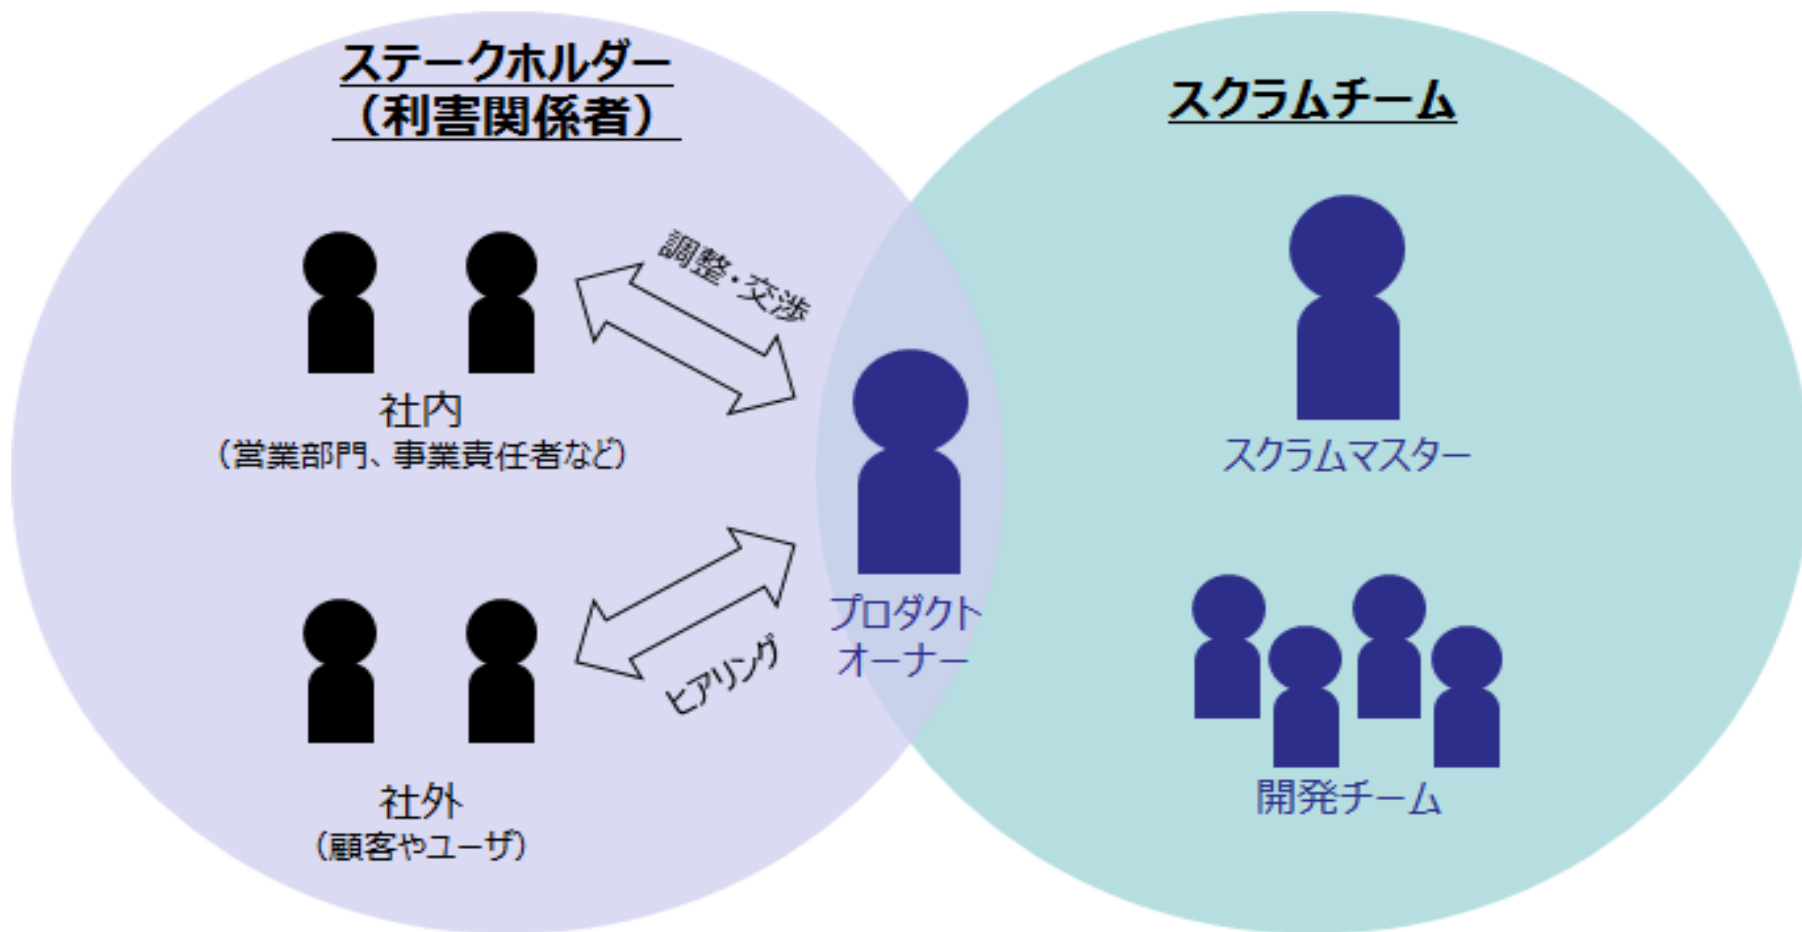 ステークホルダー
（利害関係者）
スクラムチーム
調整・交渉
社内
（営業部門、事業責任者など）
スクラムマスター
プロダクト
オーナー
ヒアリング
社外
（顧客やユーザ）
開発チーム